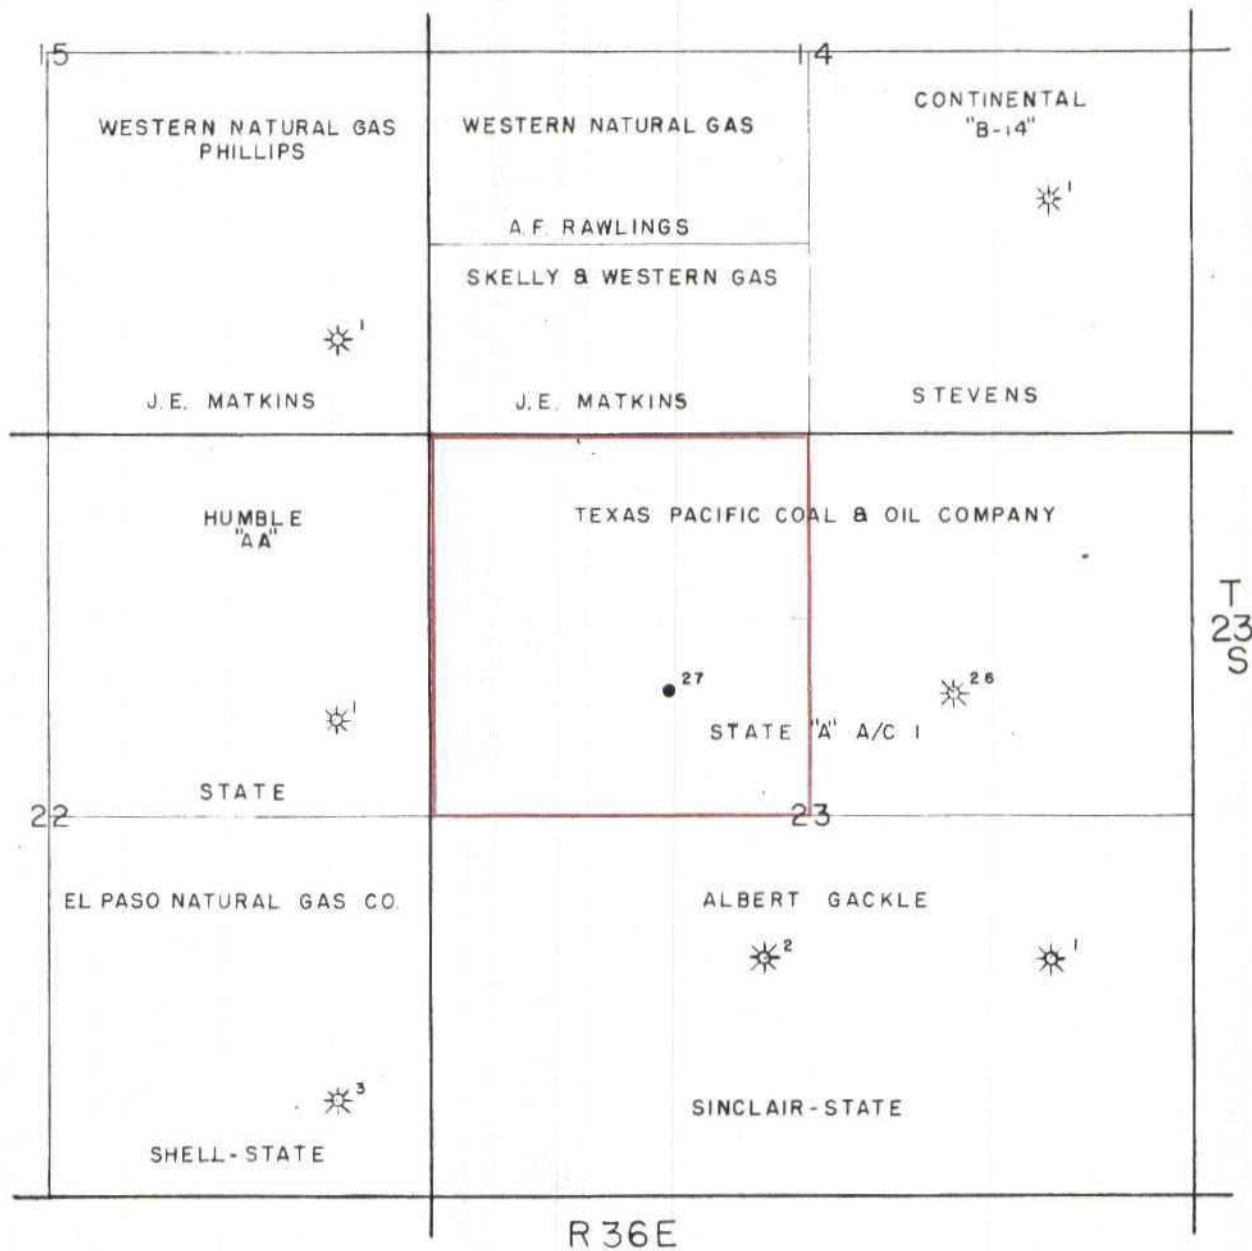 15
14
WESTERN NATURAL GAS
PHILLIPS
1
J.E. MATKINS
WESTERN NATURAL GAS
A.F. RAWLINGS
SKELLY & WESTERN GAS
J.E. MATKINS
CONTINENTAL
"B-14"
1
STEVENS
HUMBLE
"AA"
1
STATE
22
TEXAS PACIFIC COAL & OIL COMPANY
27
26
STATE "A" A/C 1
23
T
23
S
EL PASO NATURAL GAS CO.
3
SHELL-STATE
ALBERT GACKLE
2
1
SINCLAIR-STATE
R 36E